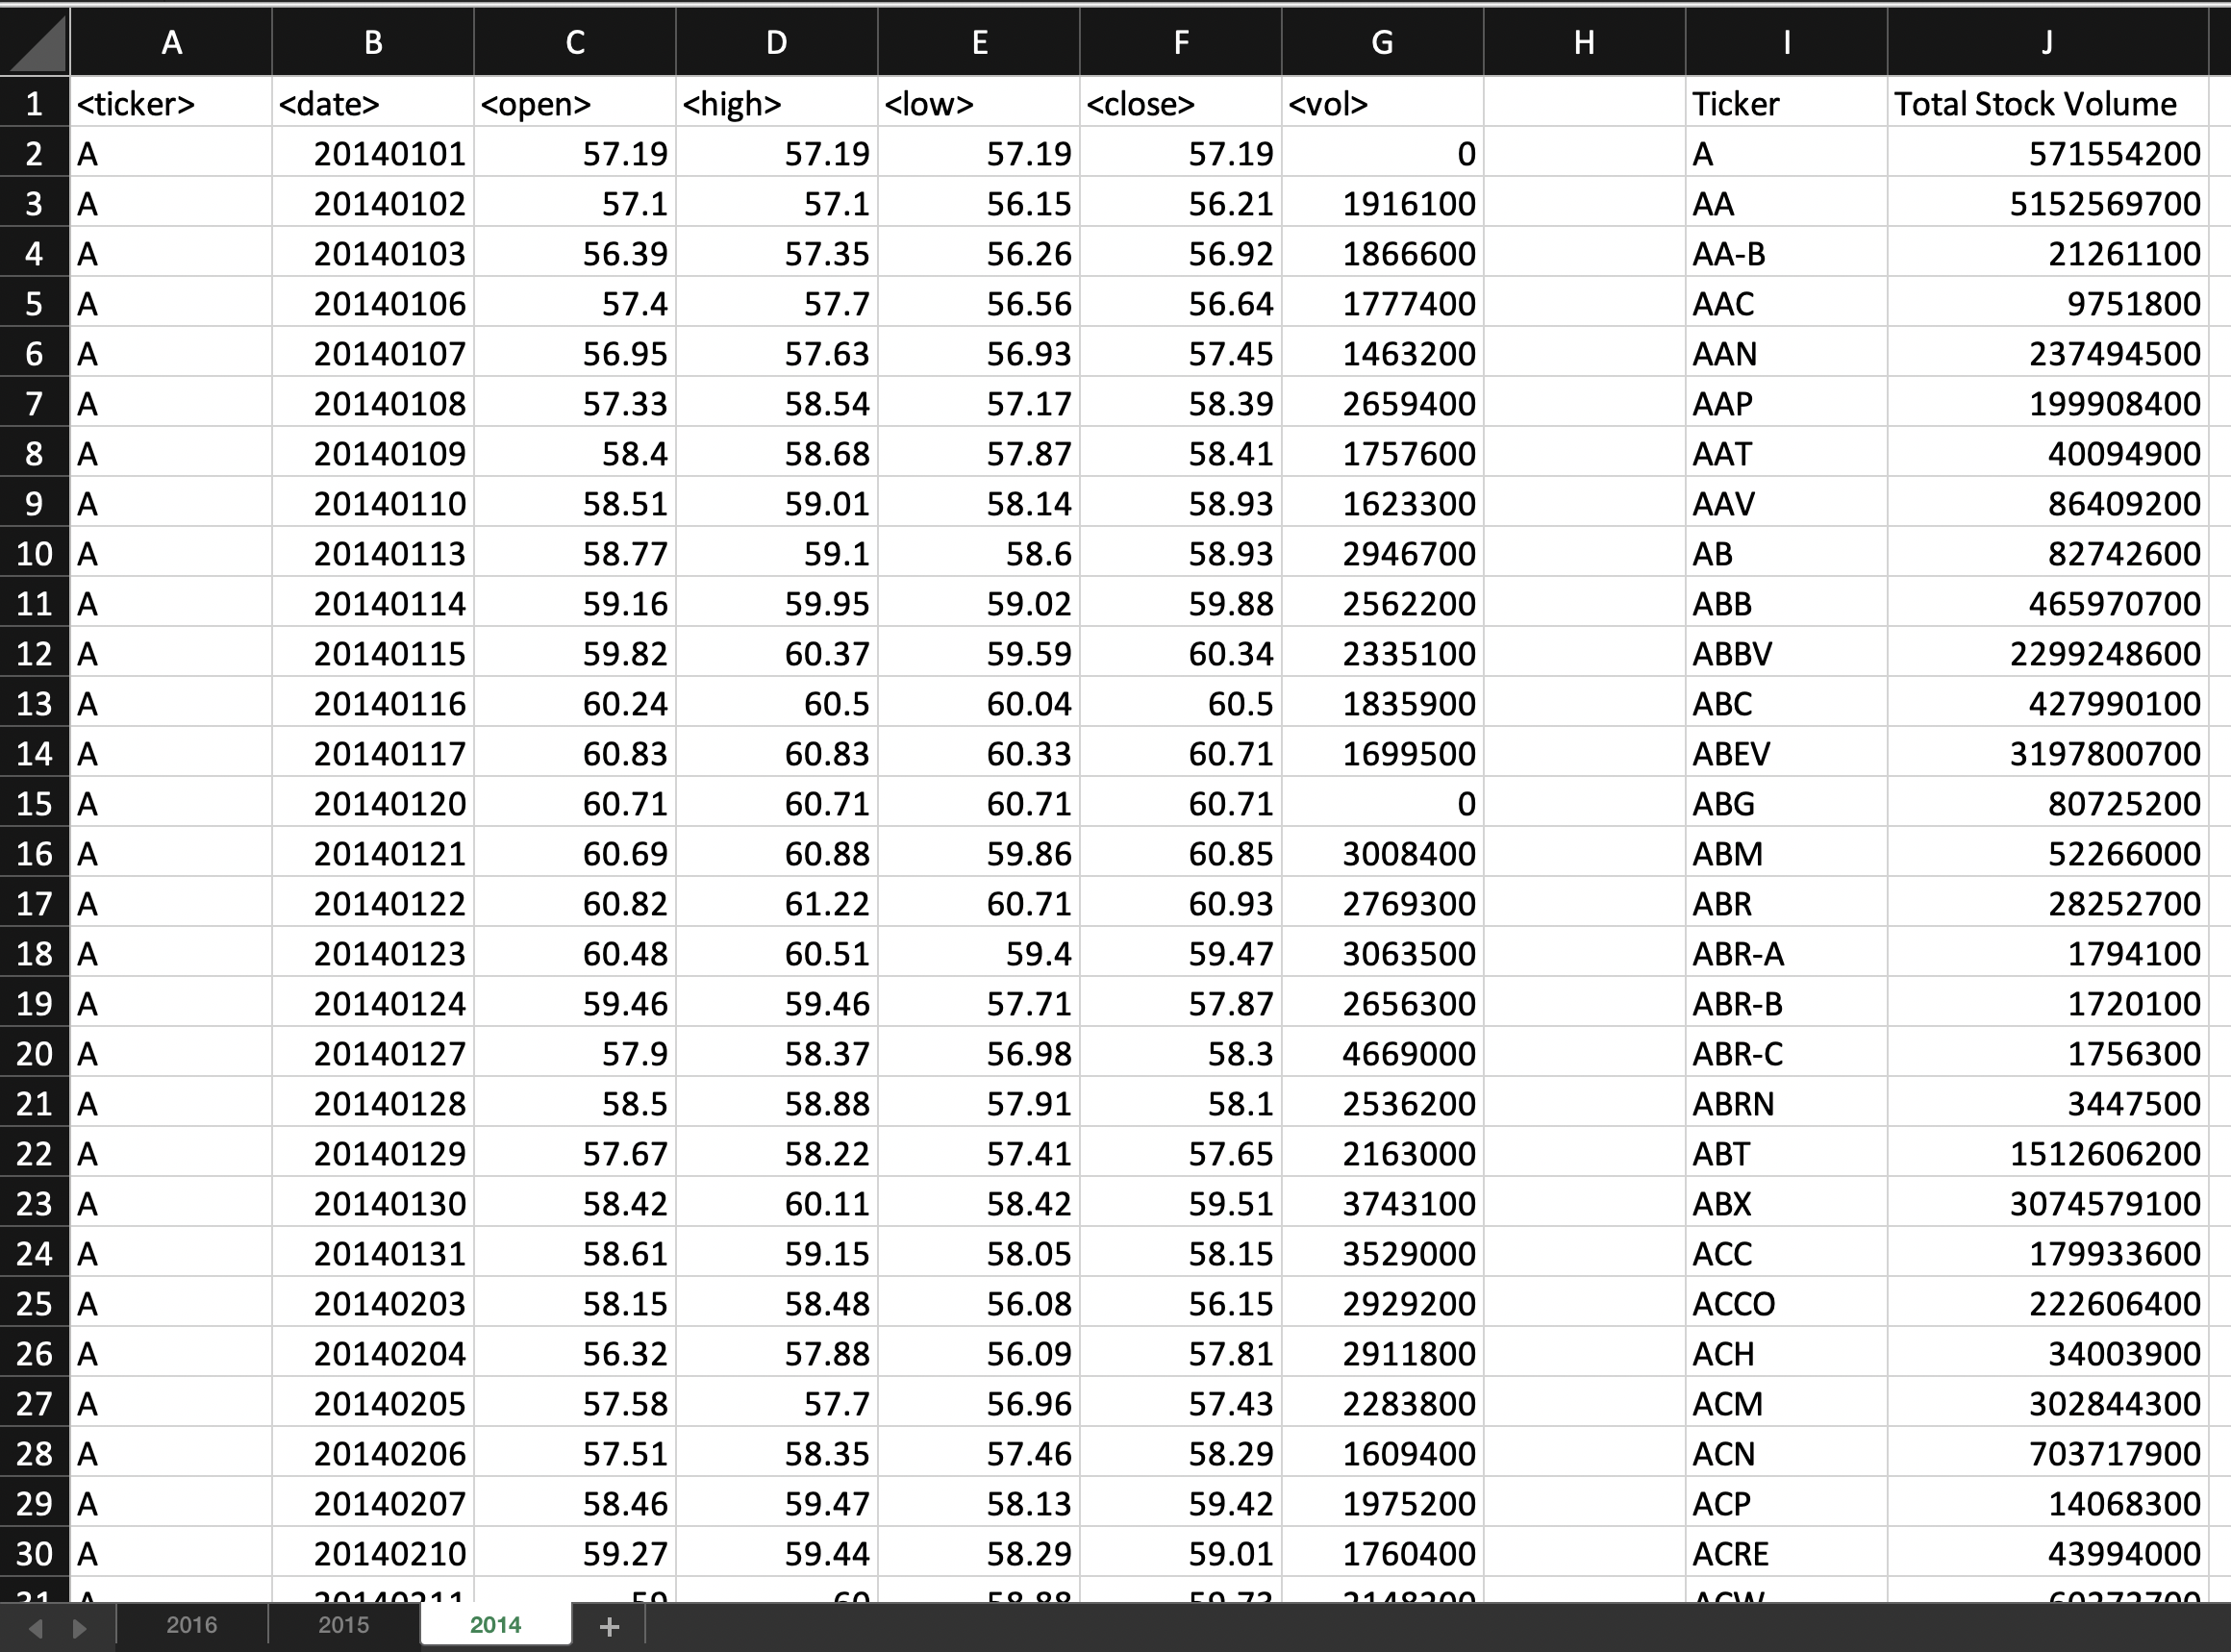 A B C D E F G H I J
1 <ticker> <date> <open> <high> <low> <close> <vol> Ticker Total Stock Volume
2 A 20140101 57.19 57.19 57.19 57.19 0 A 571554200
3 A 20140102 57.1 57.1 56.15 56.21 1916100 AA 5152569700
4 A 20140103 56.39 57.35 56.26 56.92 1866600 AA-B 21261100
5 A 20140106 57.4 57.7 56.56 56.64 1777400 AAC 9751800
6 A 20140107 56.95 57.63 56.93 57.45 1463200 AAN 237494500
7 A 20140108 57.33 58.54 57.17 58.39 2659400 AAP 199908400
8 A 20140109 58.4 58.68 57.87 58.41 1757600 AAT 40094900
9 A 20140110 58.51 59.01 58.14 58.93 1623300 AAV 86409200
10 A 20140113 58.77 59.1 58.6 58.93 2946700 AB 82742600
11 A 20140114 59.16 59.95 59.02 59.88 2562200 ABB 465970700
12 A 20140115 59.82 60.37 59.59 60.34 2335100 ABBV 2299248600
13 A 20140116 60.24 60.5 60.04 60.5 1835900 ABC 427990100
14 A 20140117 60.83 60.83 60.33 60.71 1699500 ABEV 3197800700
15 A 20140120 60.71 60.71 60.71 60.71 0 ABG 80725200
16 A 20140121 60.69 60.88 59.86 60.85 3008400 ABM 52266000
17 A 20140122 60.82 61.22 60.71 60.93 2769300 ABR 28252700
18 A 20140123 60.48 60.51 59.4 59.47 3063500 ABR-A 1794100
19 A 20140124 59.46 59.46 57.71 57.87 2656300 ABR-B 1720100
20 A 20140127 57.9 58.37 56.98 58.3 4669000 ABR-C 1756300
21 A 20140128 58.5 58.88 57.91 58.1 2536200 ABRN 3447500
22 A 20140129 57.67 58.22 57.41 57.65 2163000 ABT 1512606200
23 A 20140130 58.42 60.11 58.42 59.51 3743100 ABX 3074579100
24 A 20140131 58.61 59.15 58.05 58.15 3529000 ACC 179933600
25 A 20140203 58.15 58.48 56.08 56.15 2929200 ACCO 222606400
26 A 20140204 56.32 57.88 56.09 57.81 2911800 ACH 34003900
27 A 20140205 57.58 57.7 56.96 57.43 2283800 ACM 302844300
28 A 20140206 57.51 58.35 57.46 58.29 1609400 ACN 703717900
29 A 20140207 58.46 59.47 58.13 59.42 1975200 ACP 14068300
30 A 20140210 59.27 59.44 58.29 59.01 1760400 ACRE 43994000
31 A 20140211 59 60
2016 2015 2014 +